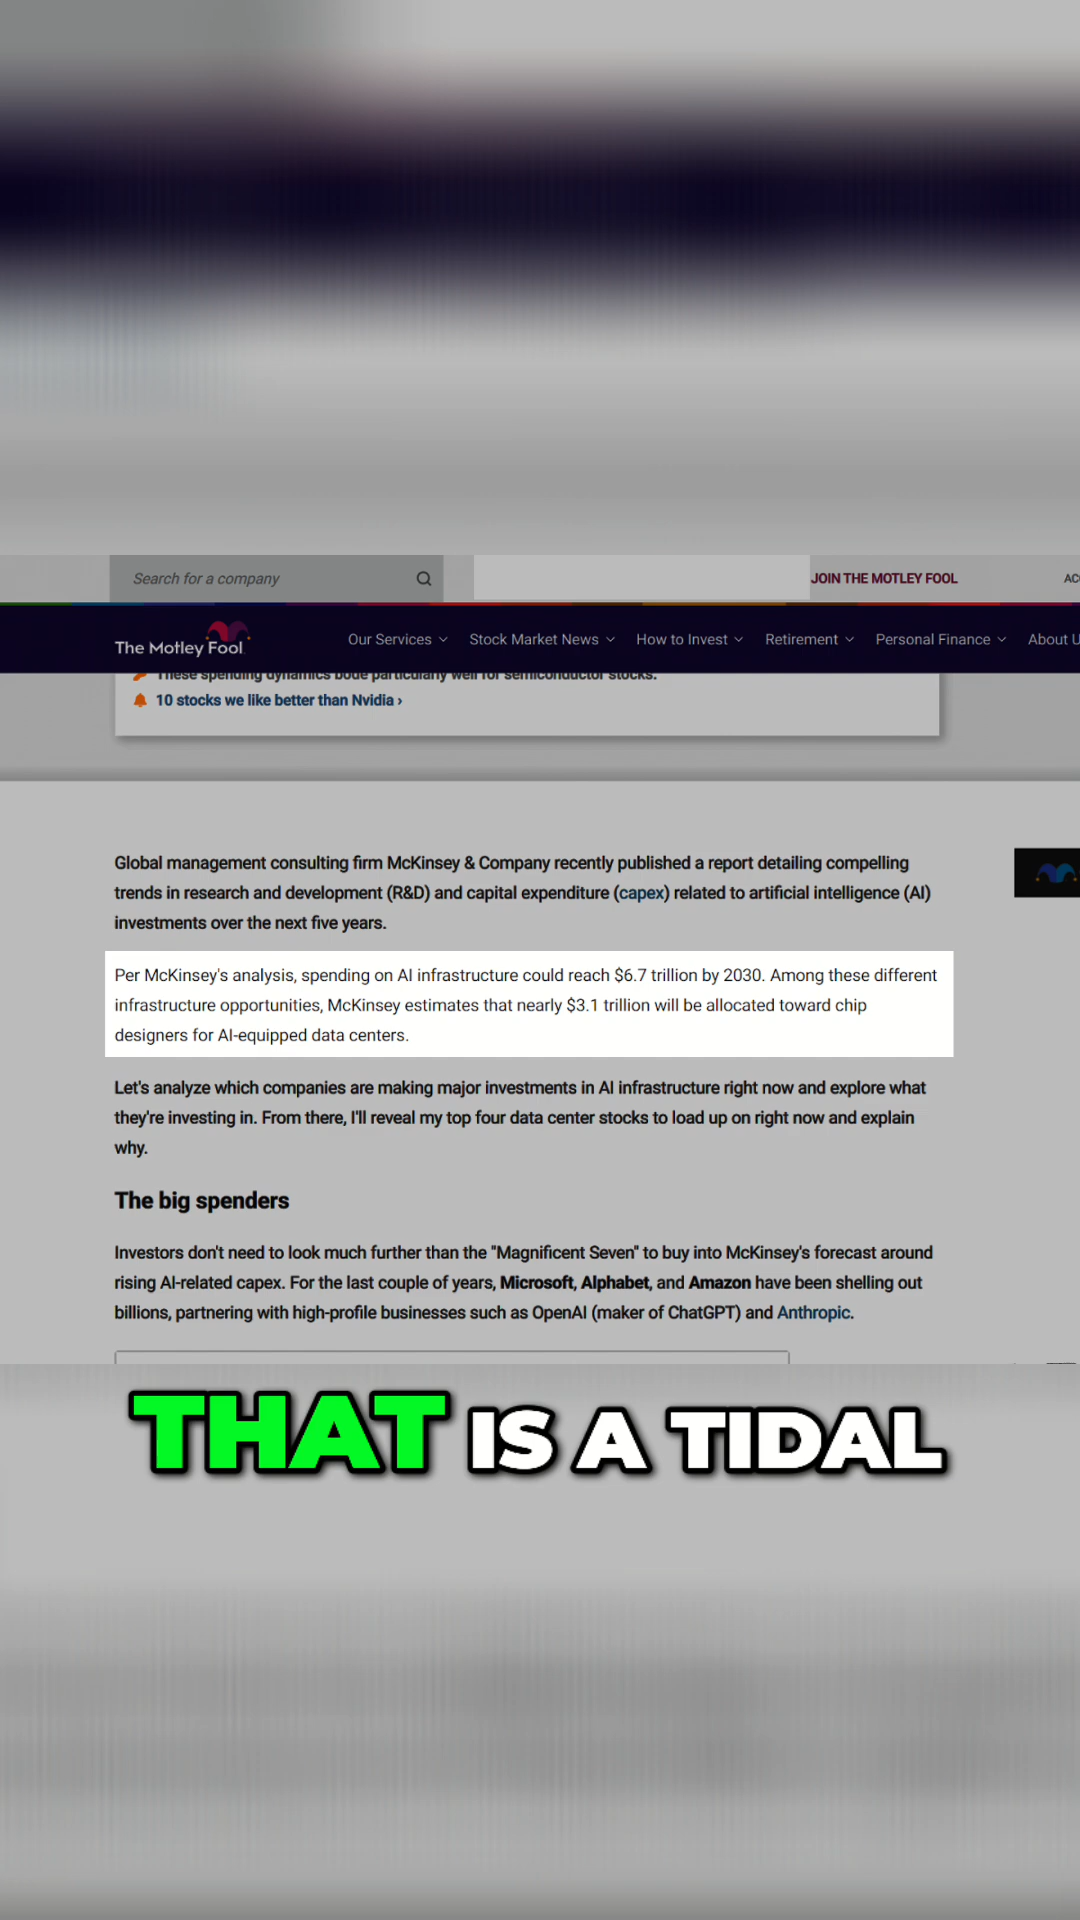 Search for a company
JOIN THE MOTLEY FOOL
The Motley Fool
Our Services
Stock Market News
How to Invest
Retirement
Personal Finance
About U
These spending dynamics bode particularly well for semiconductor stocks.
10 stocks we like better than Nvidia ›
Global management consulting firm McKinsey & Company recently published a report detailing compelling
trends in research and development (R&D) and capital expenditure (capex) related to artificial intelligence (AI)
investments over the next five years.
Per McKinsey's analysis, spending on AI infrastructure could reach $6.7 trillion by 2030. Among these different
infrastructure opportunities, McKinsey estimates that nearly $3.1 trillion will be allocated toward chip
designers for AI-equipped data centers.
Let's analyze which companies are making major investments in AI infrastructure right now and explore what
they're investing in. From there, I'll reveal my top four data center stocks to load up on right now and explain
why.
The big spenders
Investors don't need to look much further than the "Magnificent Seven" to buy into McKinsey's forecast around
rising AI-related capex. For the last couple of years, Microsoft, Alphabet, and Amazon have been shelling out
billions, partnering with high-profile businesses such as OpenAI (maker of ChatGPT) and Anthropic.
THAT IS A TIDAL